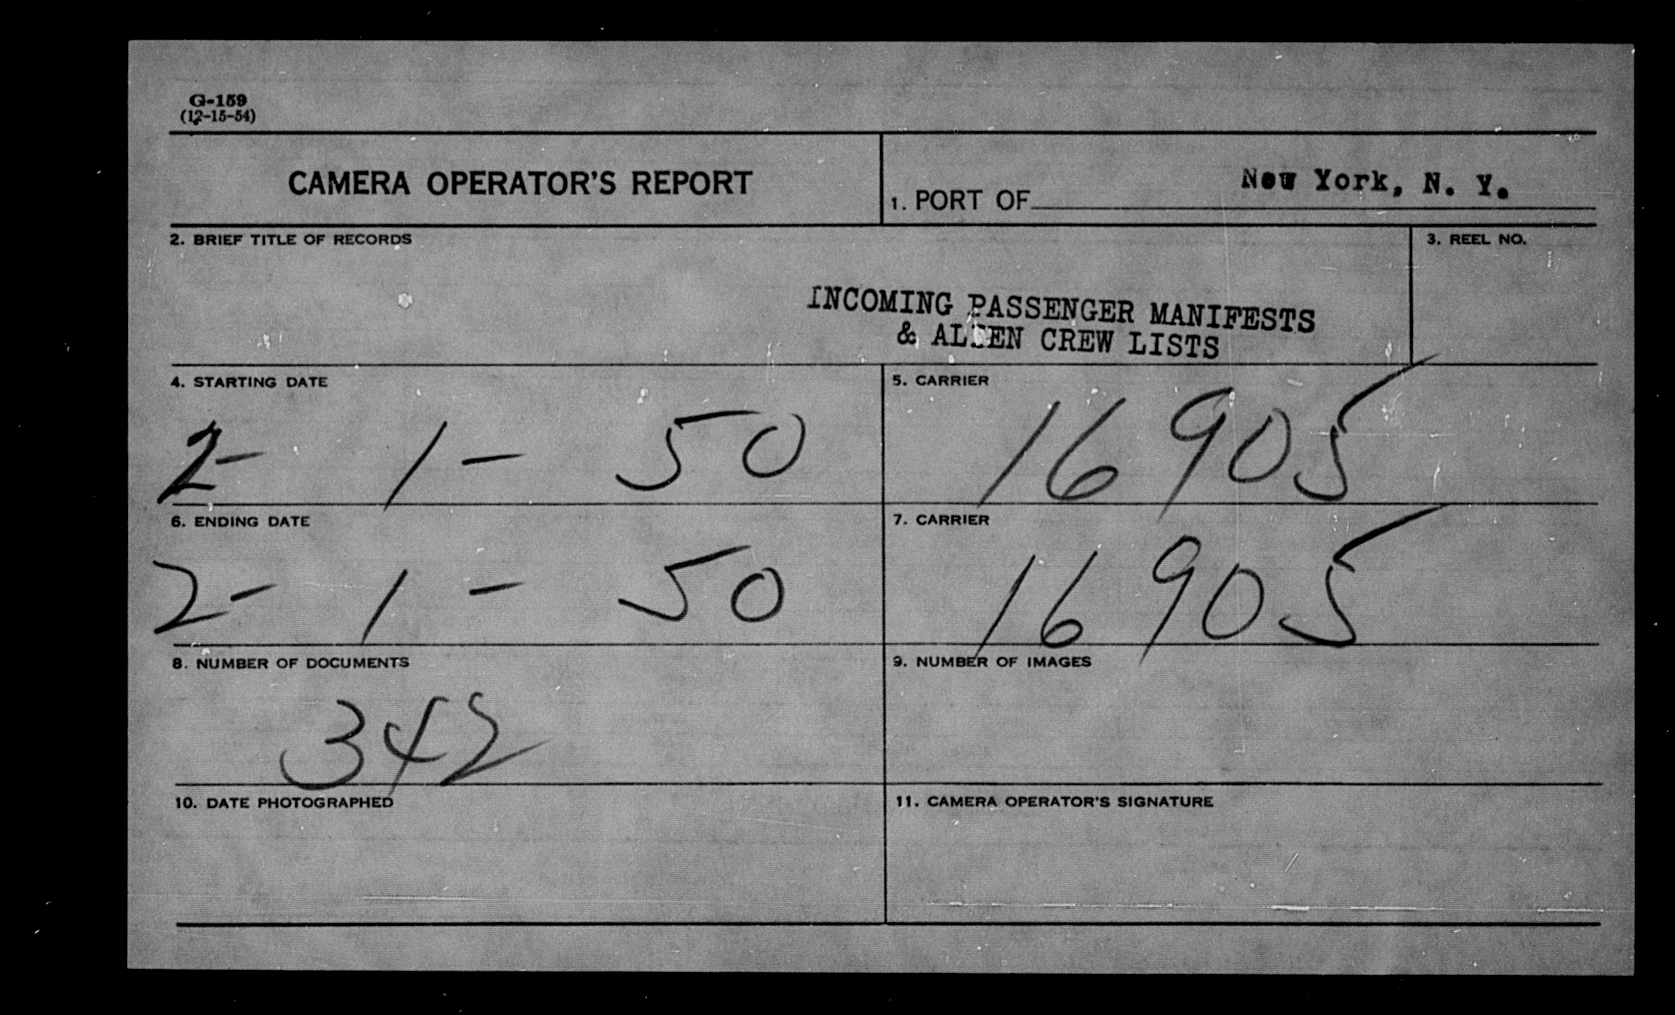 G-159
(12-15-54)
CAMERA OPERATOR'S REPORT
1. PORT OF New York, N. Y.
2. BRIEF TITLE OF RECORDS
3. REEL NO.
INCOMING PASSENGER MANIFESTS
& ALIEN CREW LISTS
4. STARTING DATE
5. CARRIER
2- 1- 50
16905
6. ENDING DATE
7. CARRIER
2- 1- 50
16905
8. NUMBER OF DOCUMENTS
9. NUMBER OF IMAGES
342
10. DATE PHOTOGRAPHED
11. CAMERA OPERATOR'S SIGNATURE